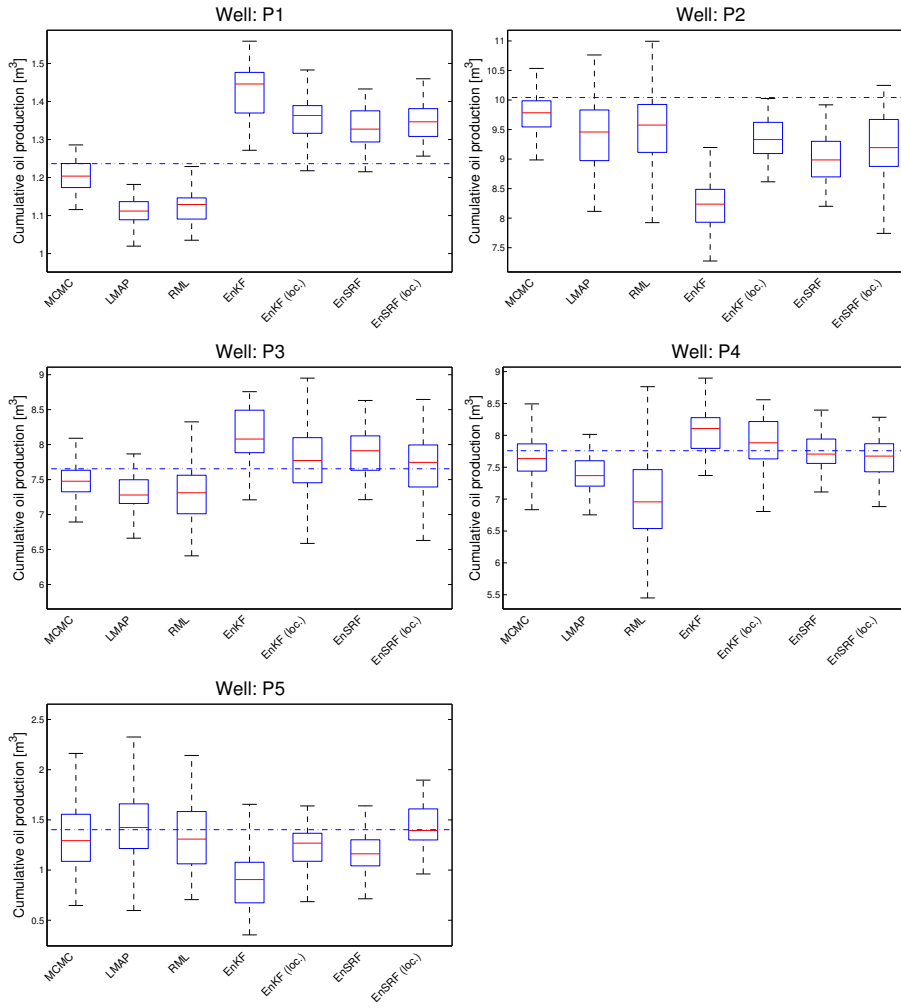 Well: P1
Cumulative oil production [m³]
1.5
1.4
1.3
1.2
1.1
1
MCMC
LMAP
RML
EnKF
EnKF (loc.)
EnSRF
EnSRF (loc.)
Well: P2
Cumulative oil production [m³]
11
10.5
10
9.5
9
8.5
8
7.5
MCMC
LMAP
RML
EnKF
EnKF (loc.)
EnSRF
EnSRF (loc.)
Well: P3
Cumulative oil production [m³]
9
8.5
8
7.5
7
6.5
6
MCMC
LMAP
RML
EnKF
EnKF (loc.)
EnSRF
EnSRF (loc.)
Well: P4
Cumulative oil production [m³]
9
8.5
8
7.5
7
6.5
6
5.5
MCMC
LMAP
RML
EnKF
EnKF (loc.)
EnSRF
EnSRF (loc.)
Well: P5
Cumulative oil production [m³]
2.5
2
1.5
1
0.5
MCMC
LMAP
RML
EnKF
EnKF (loc.)
EnSRF
EnSRF (loc.)